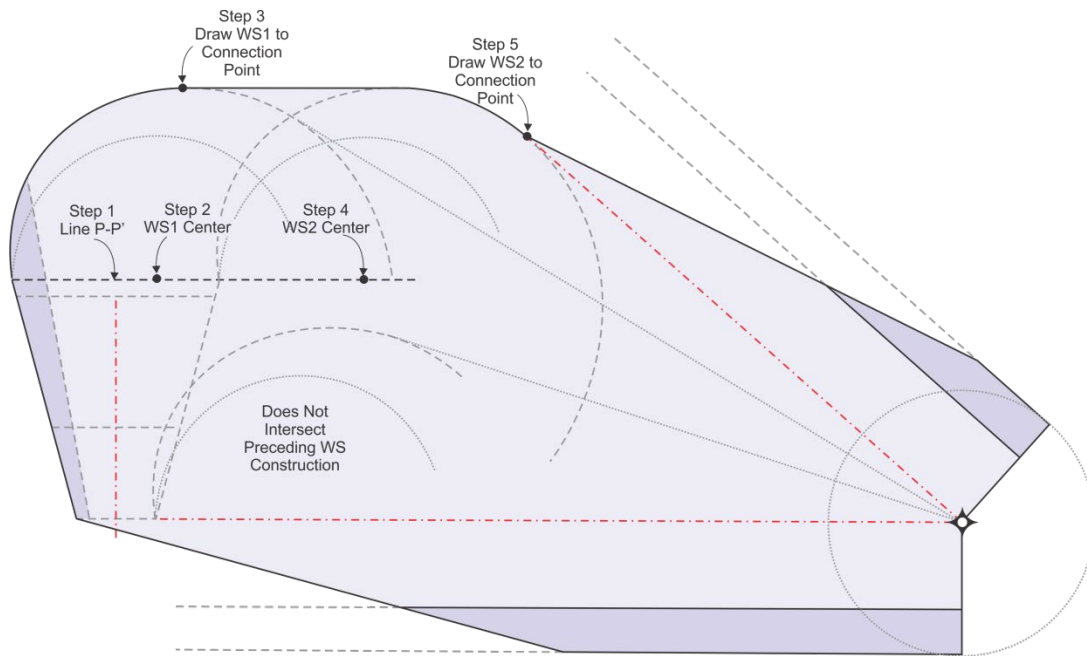 Step 3
Draw WS1 to
Connection
Point
Step 5
Draw WS2 to
Connection
Point
Step 1
Line P-P'
Step 2
WS1 Center
Step 4
WS2 Center
Does Not
Intersect
Preceding WS
Construction